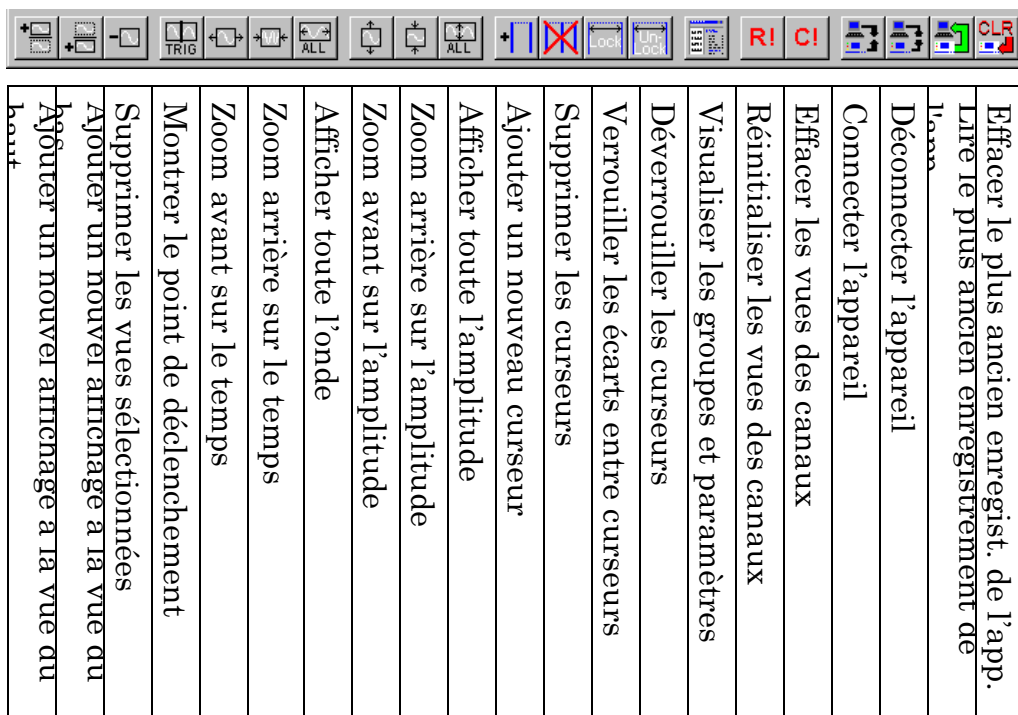 TRIG
ALL
ALL
Lock
Un-
Lock
R!
C!
CLR
Ajouter un nouvel affichage à la vue du
haut
Ajouter un nouvel affichage à la vue du
bas
Supprimer les vues sélectionnées
Montrer le point de déclenchement
Zoom avant sur le temps
Zoom arrière sur le temps
Afficher toute l'onde
Zoom avant sur l'amplitude
Zoom arrière sur l'amplitude
Afficher toute l'amplitude
Ajouter un nouveau curseur
Supprimer les curseurs
Verrouiller les écarts entre curseurs
Déverrouiller les curseurs
Visualiser les groupes et paramètres
Réinitialiser les vues des canaux
Effacer les vues des canaux
Connecter l'appareil
Déconnecter l'appareil
Lire le plus ancien enregistrement de
l'app.
Effacer le plus ancien enregist. de l'app.